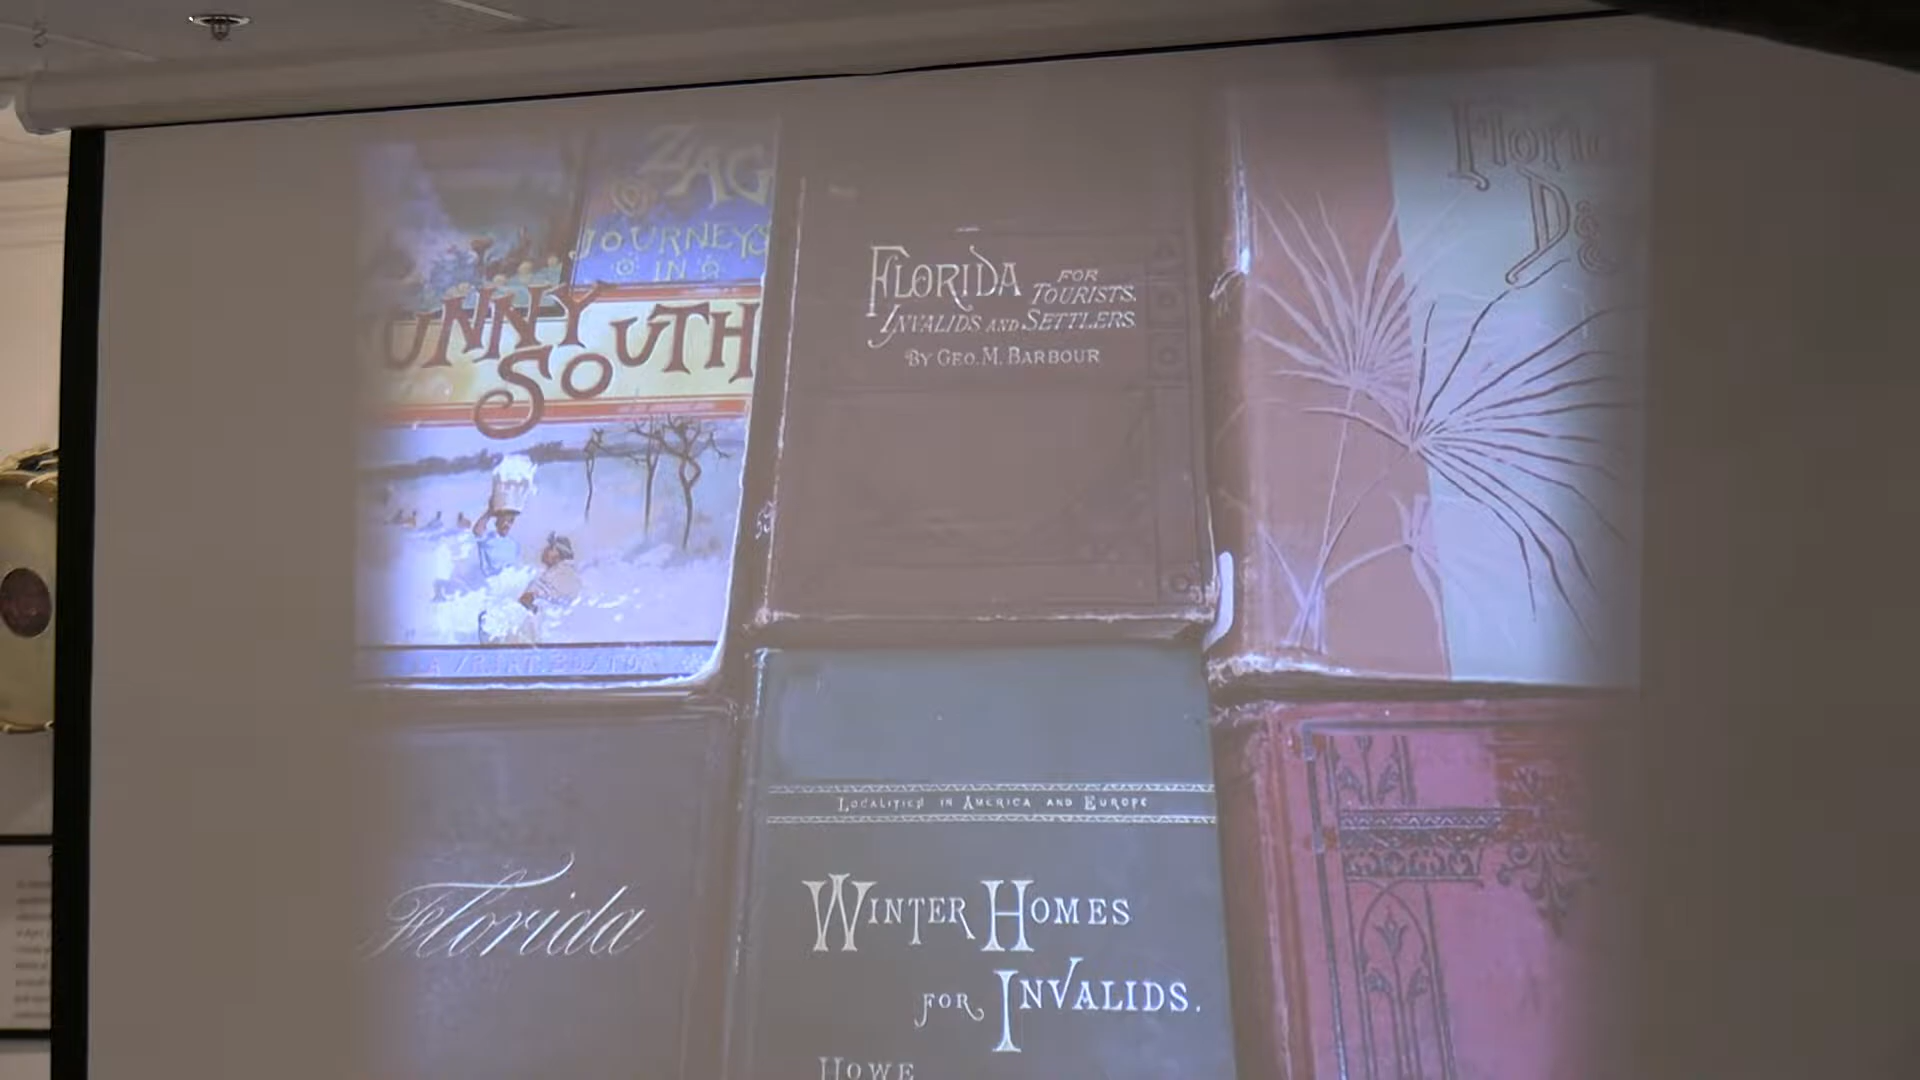 ZAG
JOURNEYS
IN
UNNY
SOUTH
FLORIDA FOR
TOURISTS,
INVALIDS AND SETTLERS.
BY GEO. M. BARBOUR
Florid
Florida
LOCALITIES IN AMERICA AND EUROPE
WINTER HOMES
FOR INVALIDS.
HOWE